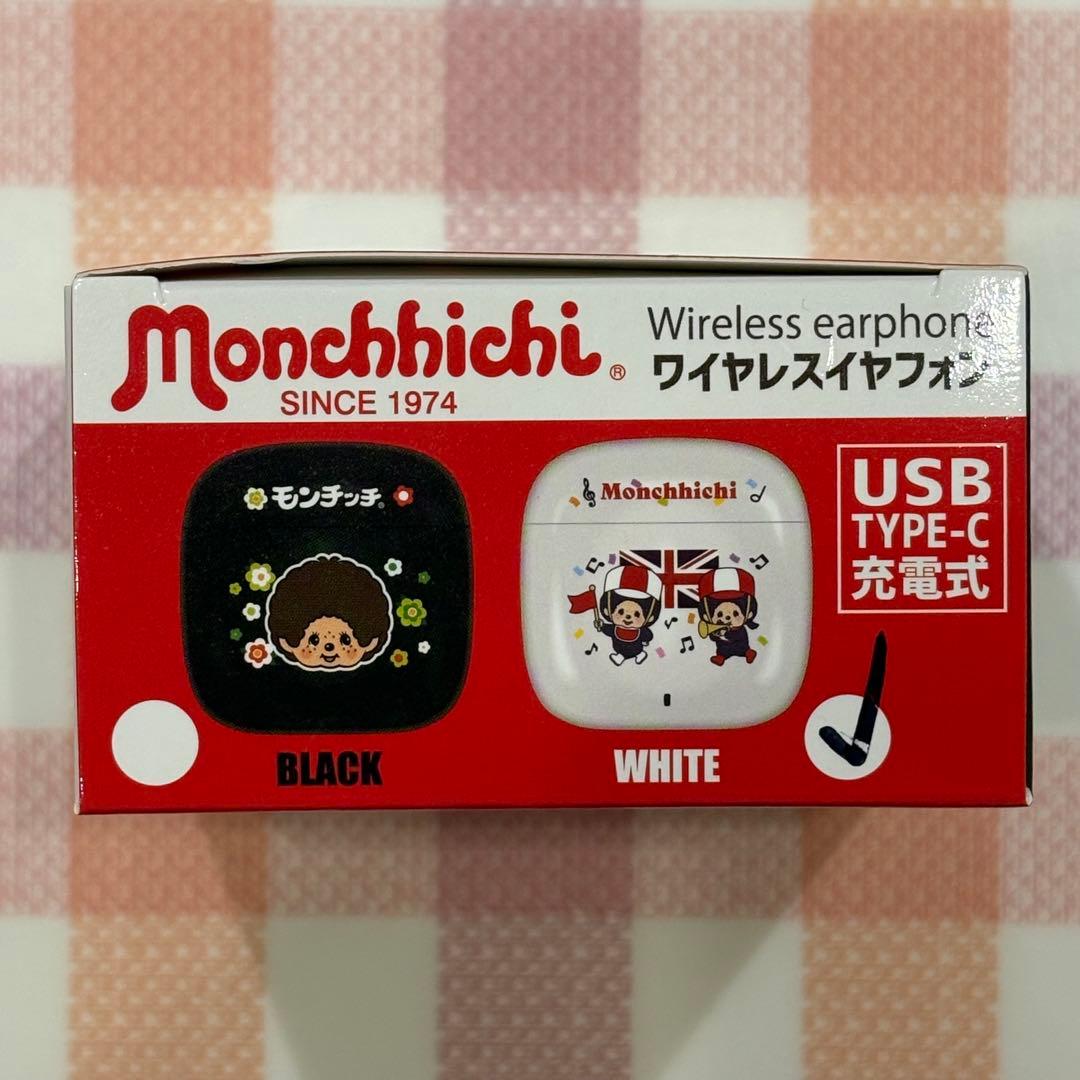 Monchhichi®
SINCE 1974
Wireless earphone
ワイヤレスイヤフォン
モンチッチ®
Monchhichi
USB
TYPE-C
充電式
BLACK
WHITE